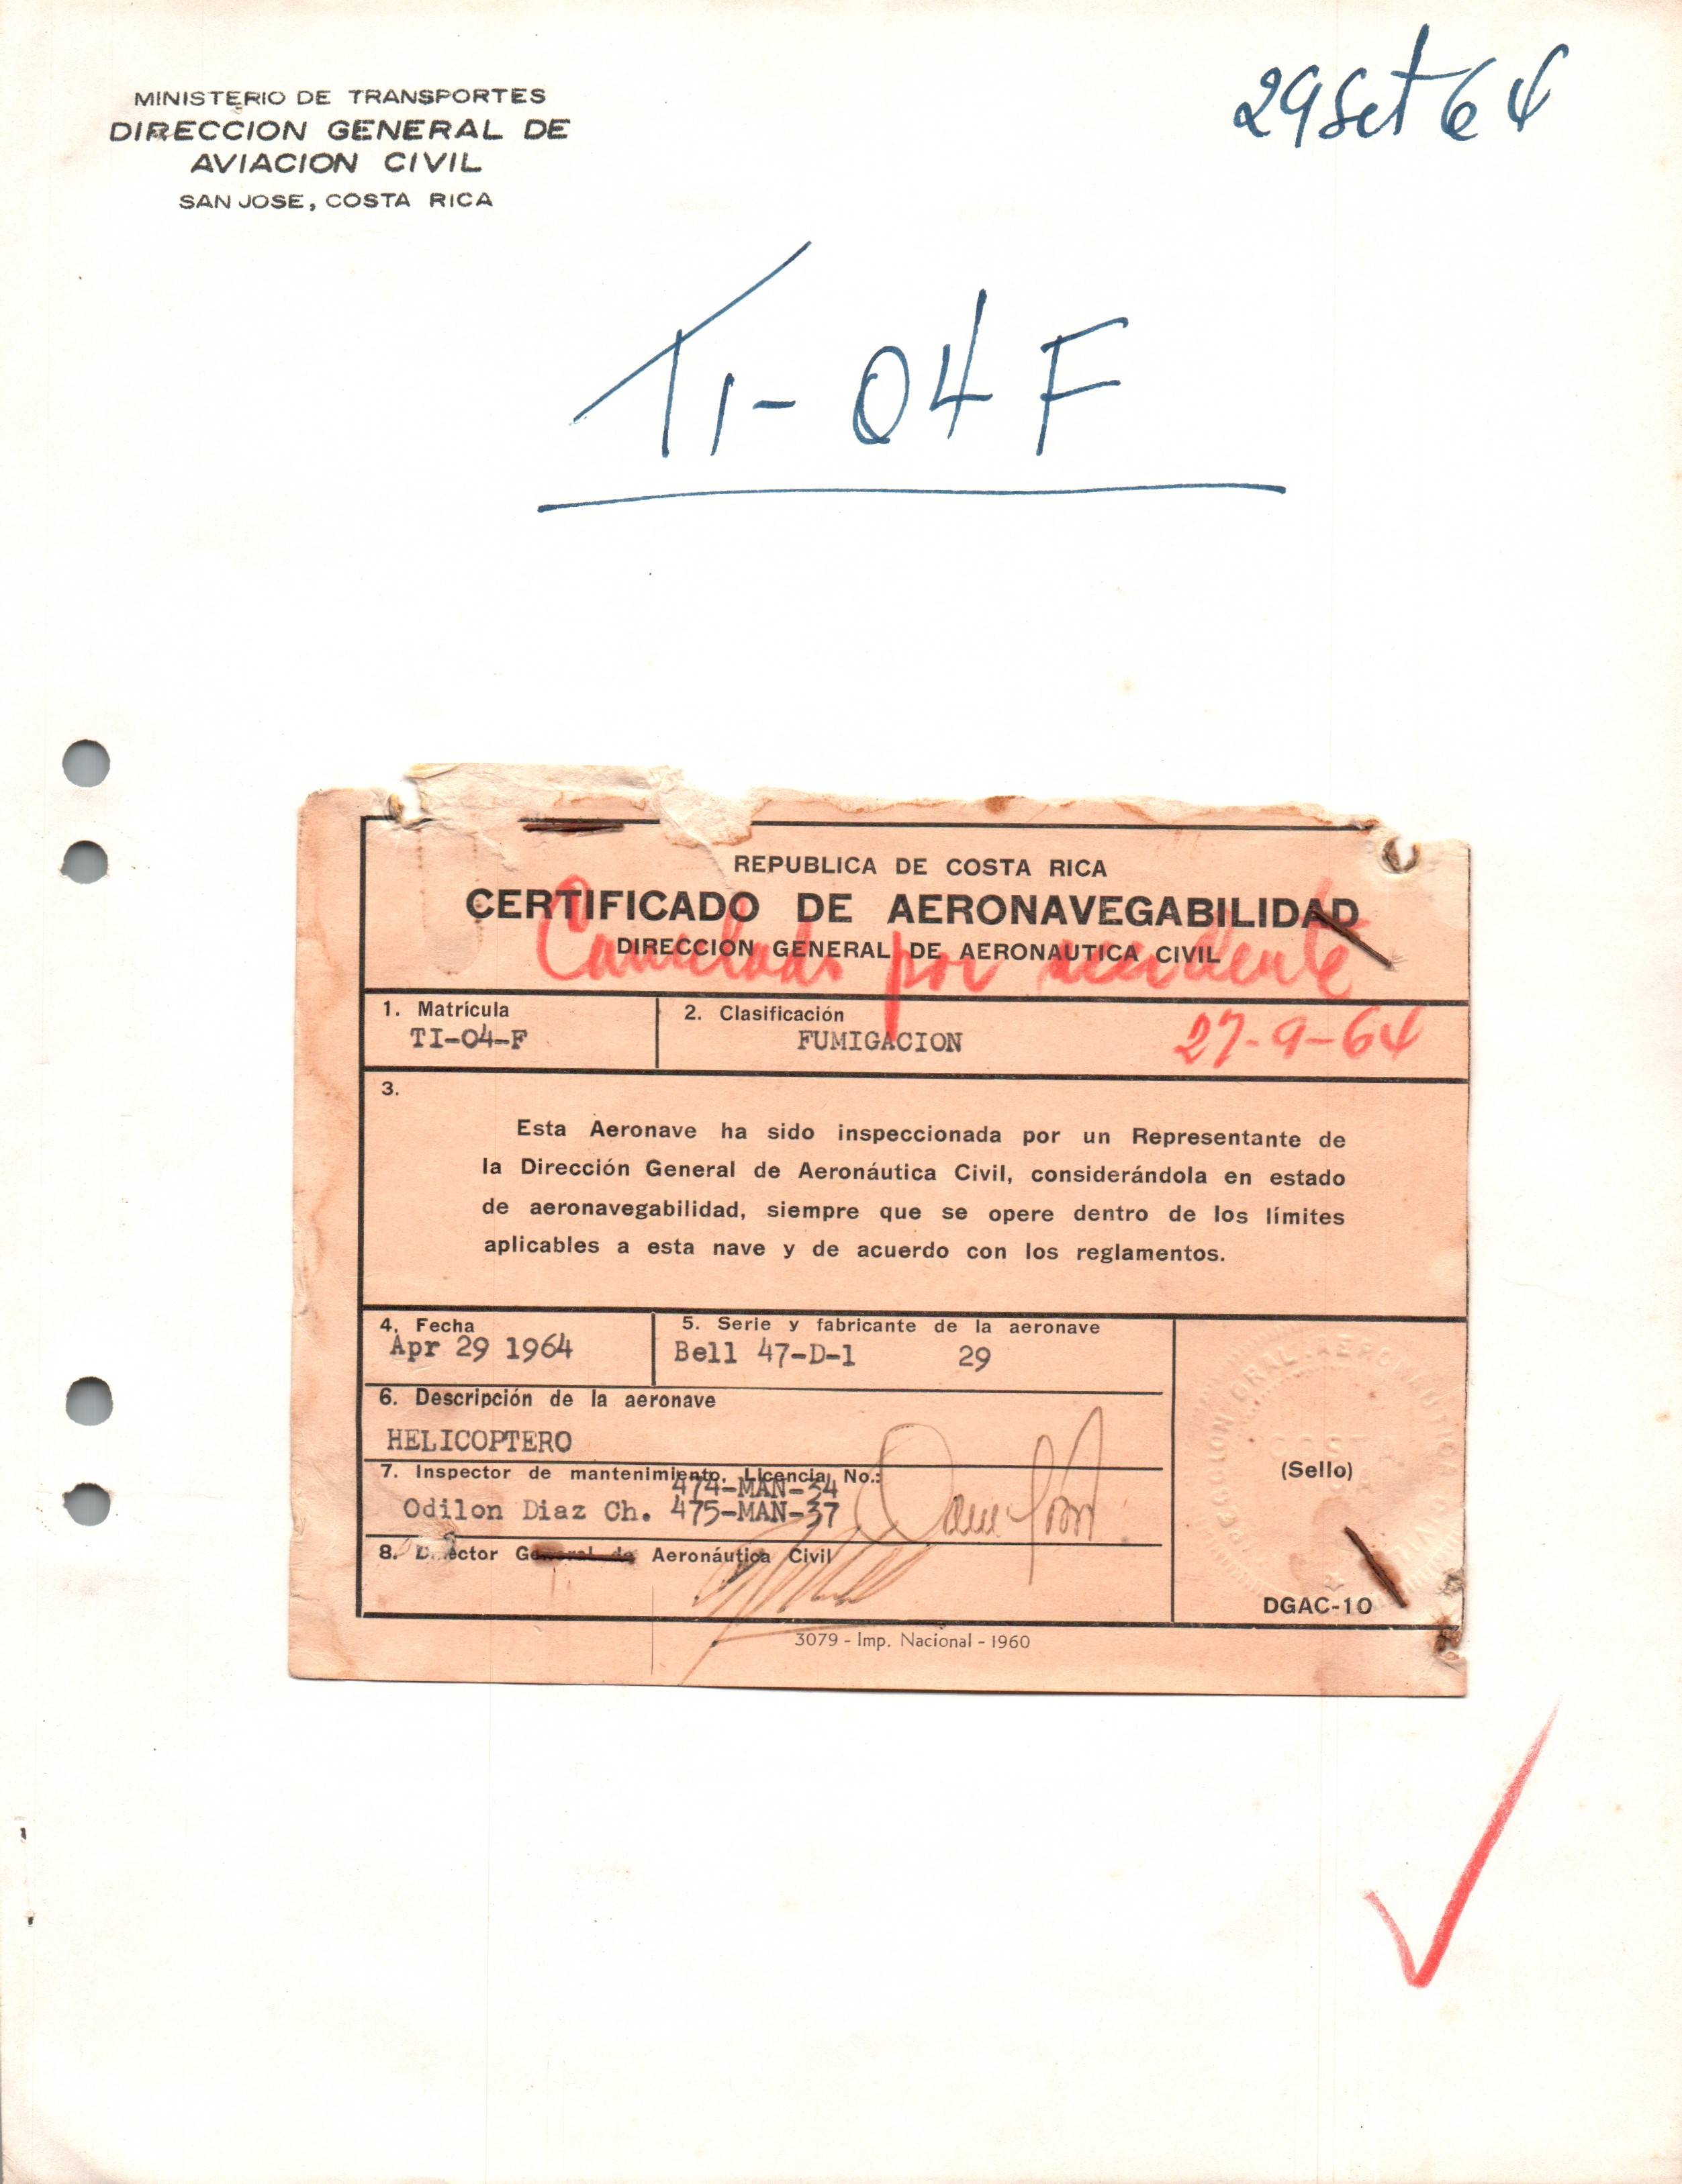 MINISTERIO DE TRANSPORTES
DIRECCION GENERAL DE
AVIACION CIVIL
SAN JOSE, COSTA RICA
29 Set 64
TI-04F
REPUBLICA DE COSTA RICA
CERTIFICADO DE AERONAVEGABILIDAD
DIRECCION GENERAL DE AERONAUTICA CIVIL
Cancelado por accidente
1. Matrícula
TI-04-F
2. Clasificación
FUMIGACION
27-9-64
3.
Esta Aeronave ha sido inspeccionada por un Representante de
la Dirección General de Aeronáutica Civil, considerándola en estado
de aeronavegabilidad, siempre que se opere dentro de los límites
aplicables a esta nave y de acuerdo con los reglamentos.
4. Fecha
Apr 29 1964
5. Serie y fabricante de la aeronave
Bell 47-D-1 29
6. Descripción de la aeronave
HELICOPTERO
7. Inspector de mantenimiento, Licencia No.:
474-MAN-34
Odilon Diaz Ch. 475-MAN-37
8. Director General de Aeronáutica Civil
(Sello)
COSTA
DGAC-10
3079 - Imp. Nacional - 1960